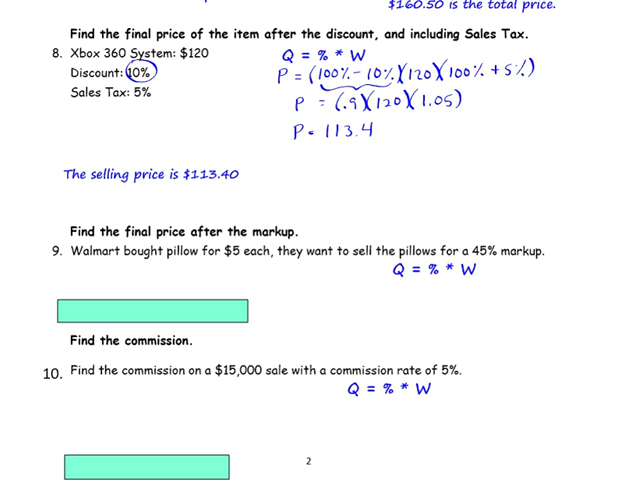 $160.50 is the total price.
Find the final price of the item after the discount, and including Sales Tax.
8. Xbox 360 System: $120
Discount: 10%
Sales Tax: 5%
Q = % * W
P = (100% - 10%)(120)(100% + 5%)
P = (.9)(120)(1.05)
P = 113.4
The selling price is $113.40
Find the final price after the markup.
9. Walmart bought pillow for $5 each, they want to sell the pillows for a 45% markup.
Q = % * W
Find the commission.
10. Find the commission on a $15,000 sale with a commission rate of 5%.
Q = % * W
2